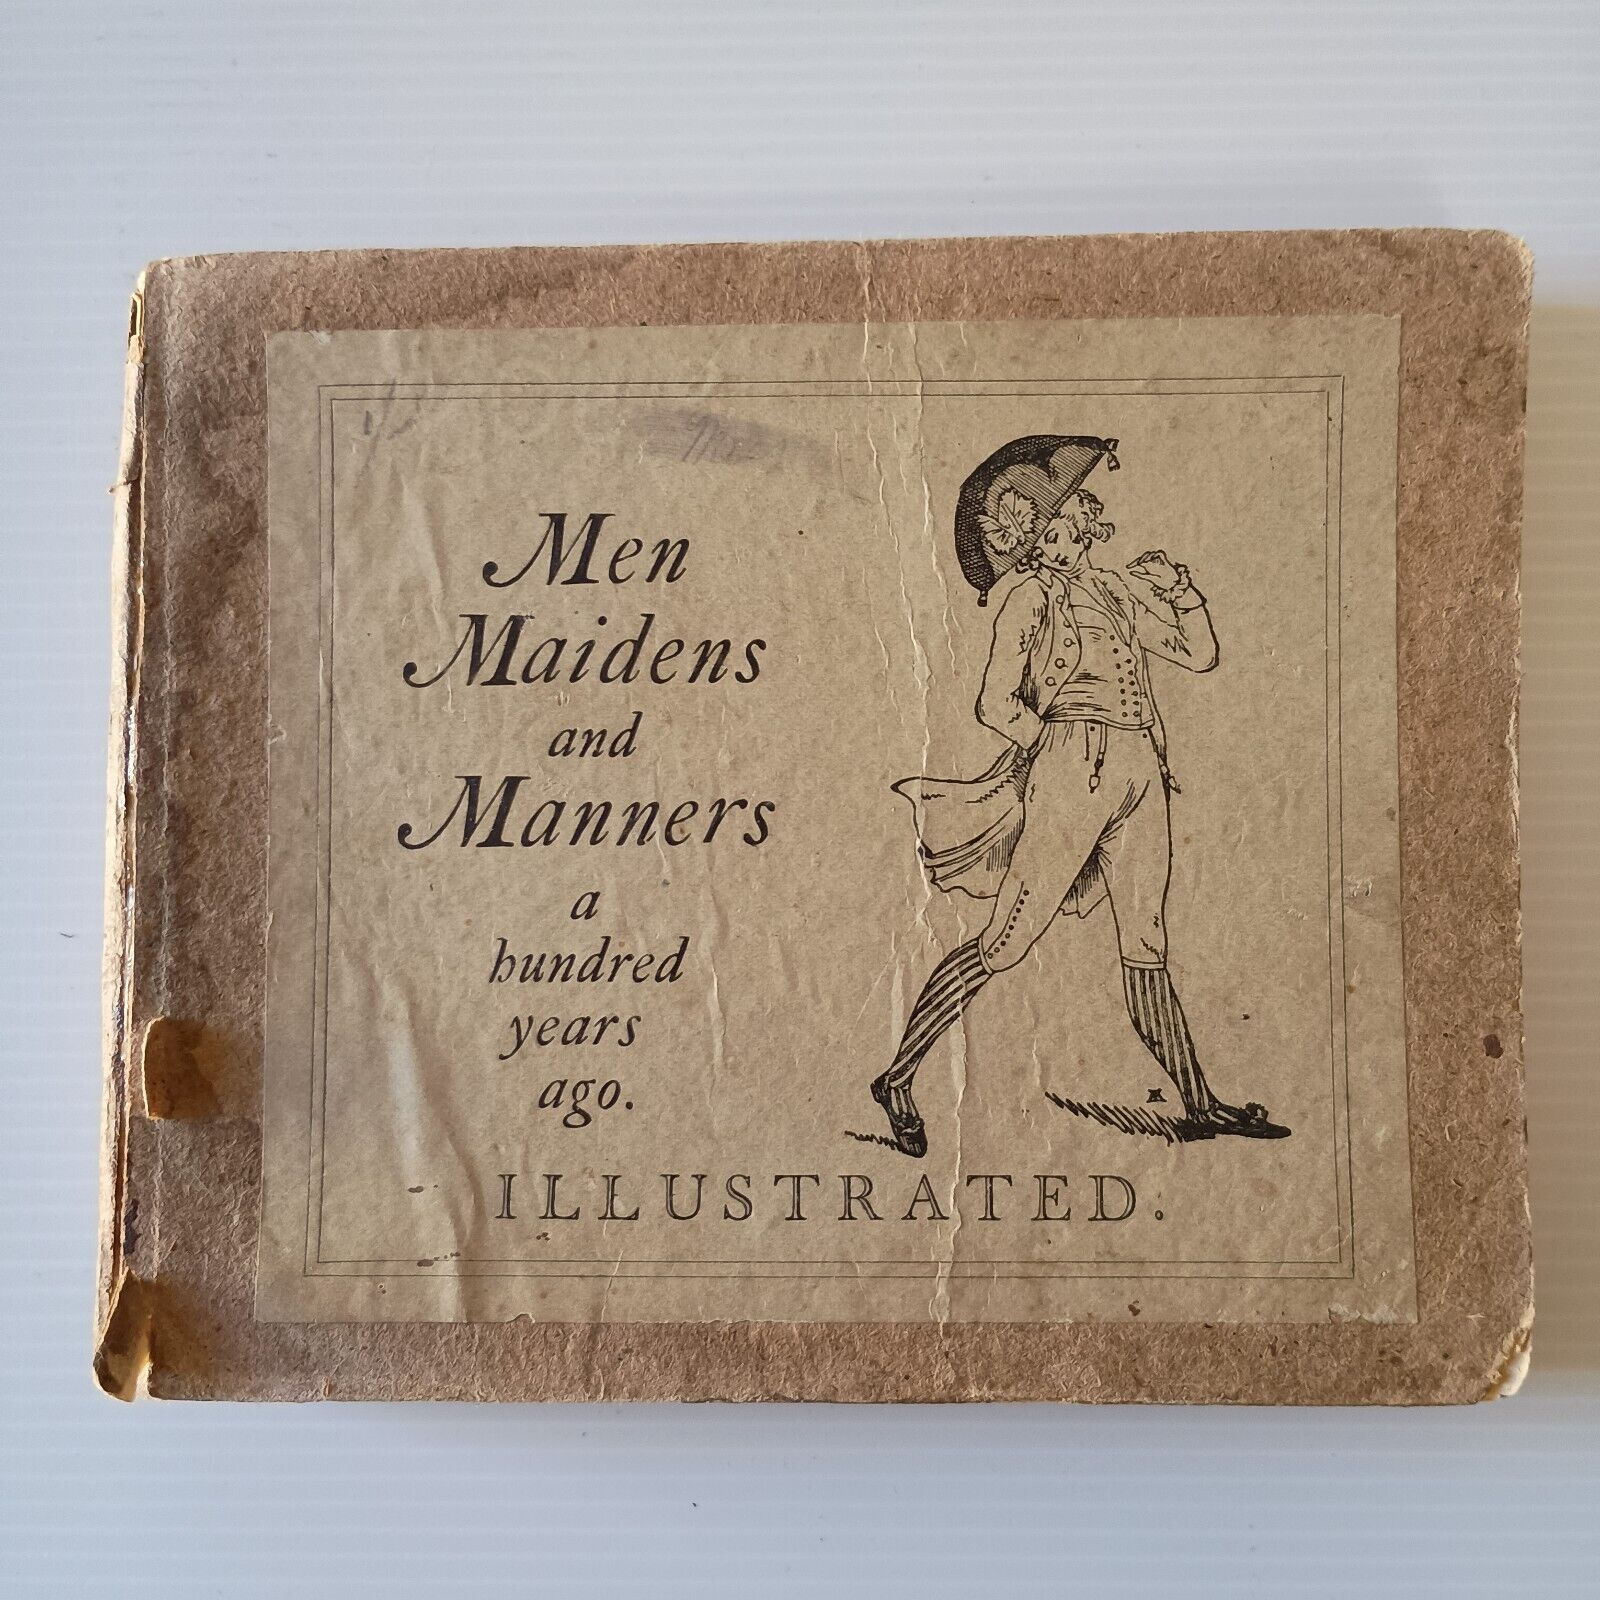 Men
Maidens
and
Manners
a
hundred
years
ago.
ILLUSTRATED.